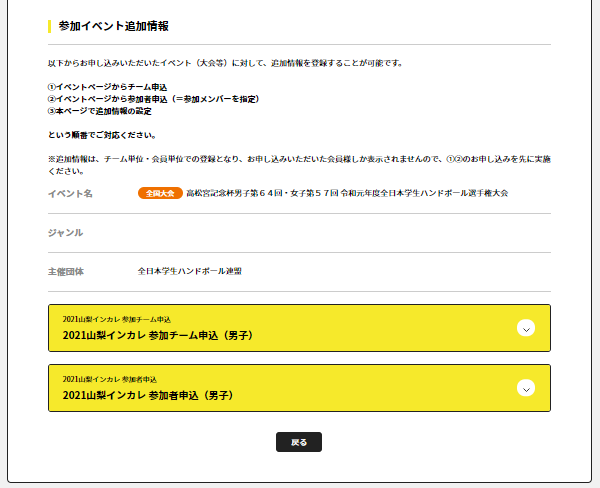 参加イベント追加情報
以下からお申し込みいただいたイベント（大会等）に対して、追加情報を登録することが可能です。
①イベントページからチーム申込
②イベントページから参加者申込（＝参加メンバーを指定）
③本ページで追加情報の設定
という順番でご対応ください。
※追加情報は、チーム単位・会員単位での登録となり、お申し込みいただいた会員様しか表示されませんので、①②のお申し込みを先に実施
ください。
イベント名 全国大会 高松宮記念杯男子第６４回・女子第５７回 令和元年度全日本学生ハンドボール選手権大会
ジャンル
主催団体 全日本学生ハンドボール連盟
2021山梨インカレ 参加チーム申込
2021山梨インカレ 参加チーム申込（男子）
2021山梨インカレ 参加者申込
2021山梨インカレ 参加者申込（男子）
戻る